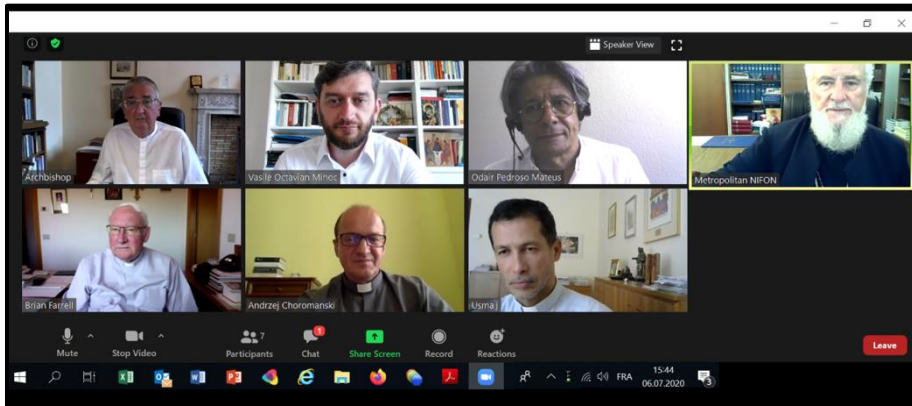 Speaker View
Archbishop
Vasile Octavian Mihoc
Odair Pedroso Mateus
Metropolitan NIFON
Brian Farrell
Andrzej Choromanski
Usma
Mute
Stop Video
7
Participants
1
Chat
Share Screen
Record
Reactions
Leave
FRA
15:44
06.07.2020
3